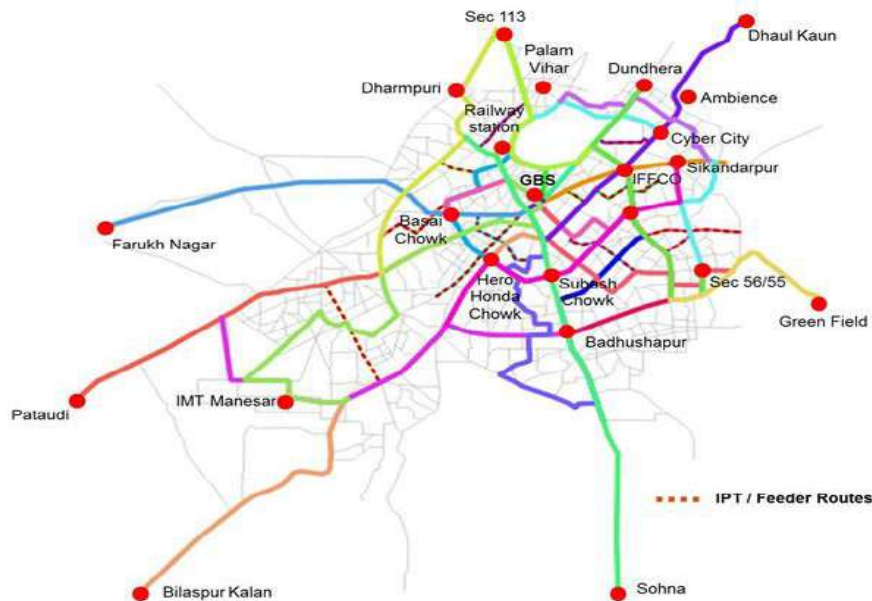 Sec 113
Dhaul Kaun
Palam
Vihar
Dundhera
Dharmpuri
Ambience
Railway
station
Cyber City
Sikandarpur
GBS
IFFCO
Basai
Chowk
Farukh Nagar
Hero
Honda
Chowk
Subash
Chowk
Sec 56/55
Green Field
Badhushapur
IMT Manesar
Pataudi
IPT / Feeder Routes
Bilaspur Kalan
Sohna